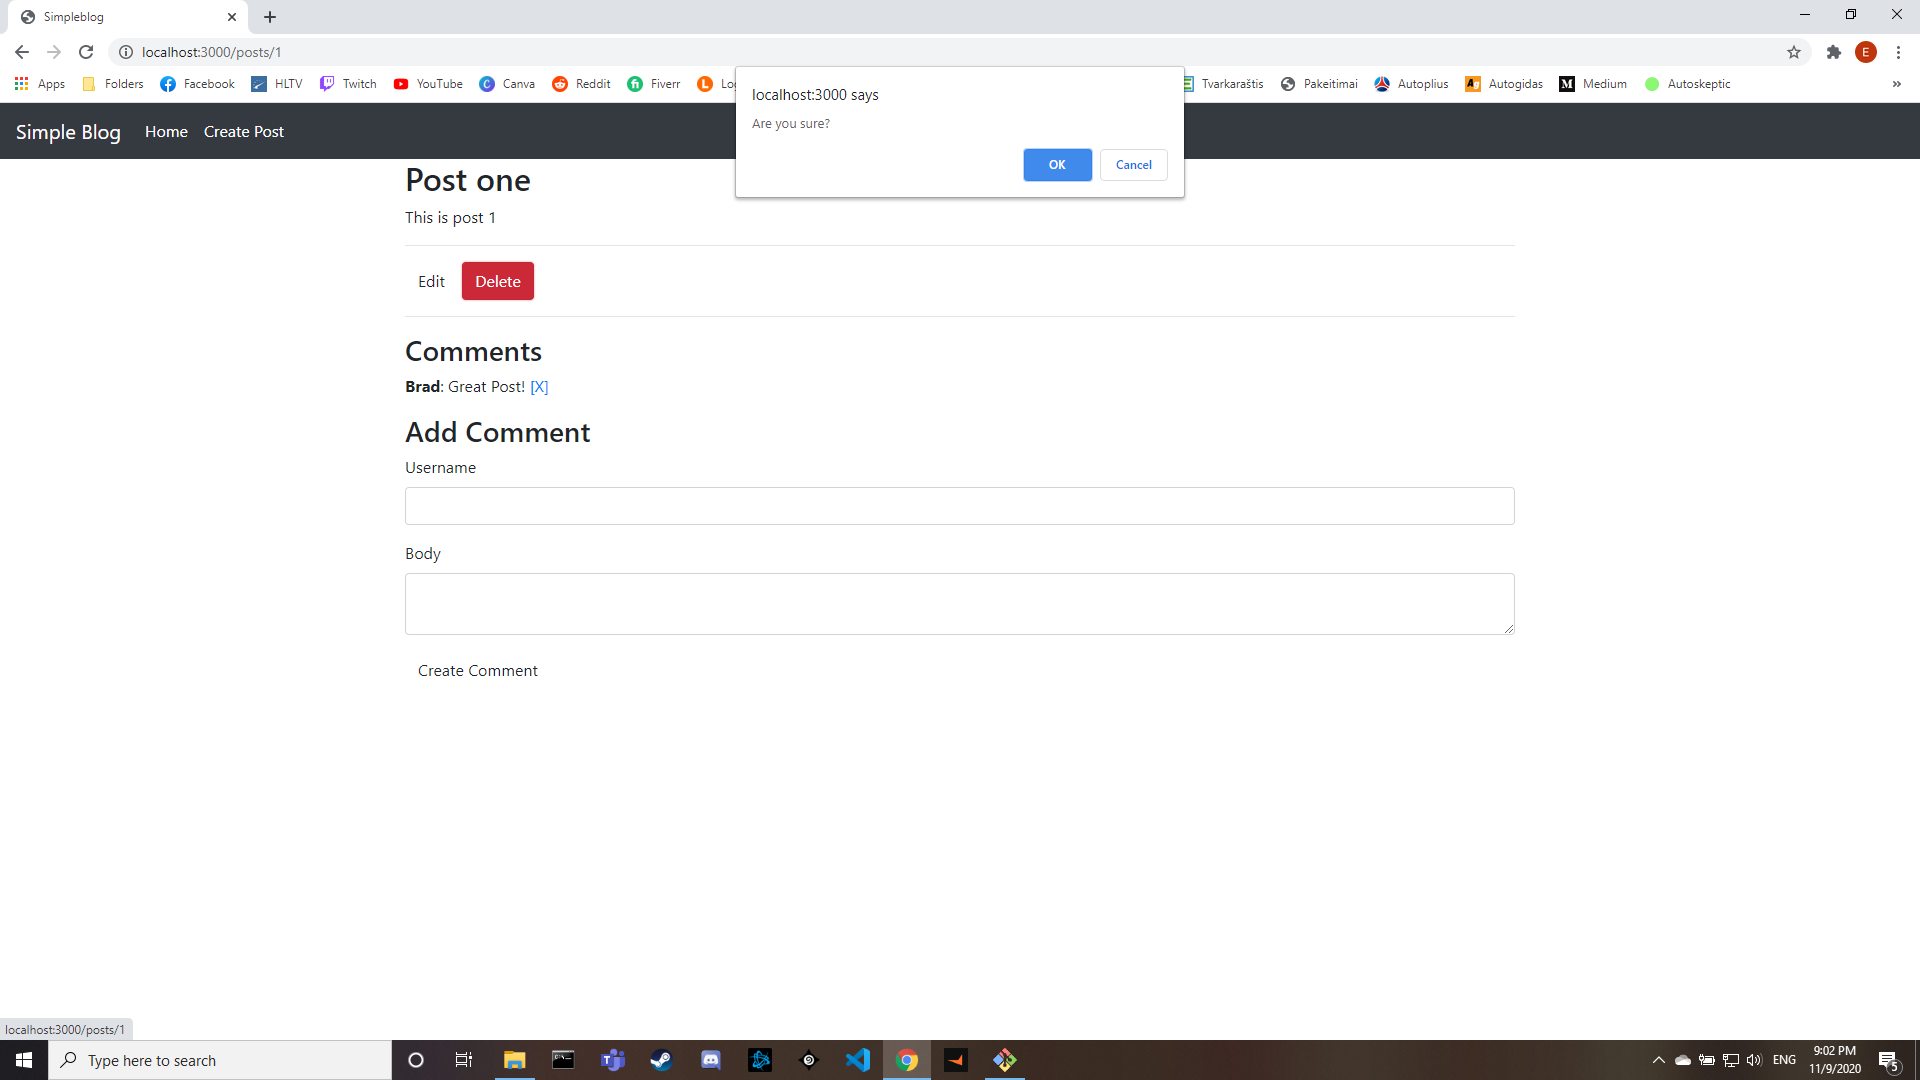 Simpleblog
localhost:3000/posts/1
Apps Folders Facebook HLTV Twitch YouTube Canva Reddit Fiverr Tvarkaraštis Pakeitimai Autoplius Autogidas Medium Autoskeptic »
localhost:3000 says
Are you sure?
OK Cancel
Simple Blog Home Create Post
Post one
This is post 1
Edit Delete
Comments
Brad: Great Post! [X]
Add Comment
Username
Body
Create Comment
localhost:3000/posts/1
Type here to search
ENG
9:02 PM
11/9/2020
5